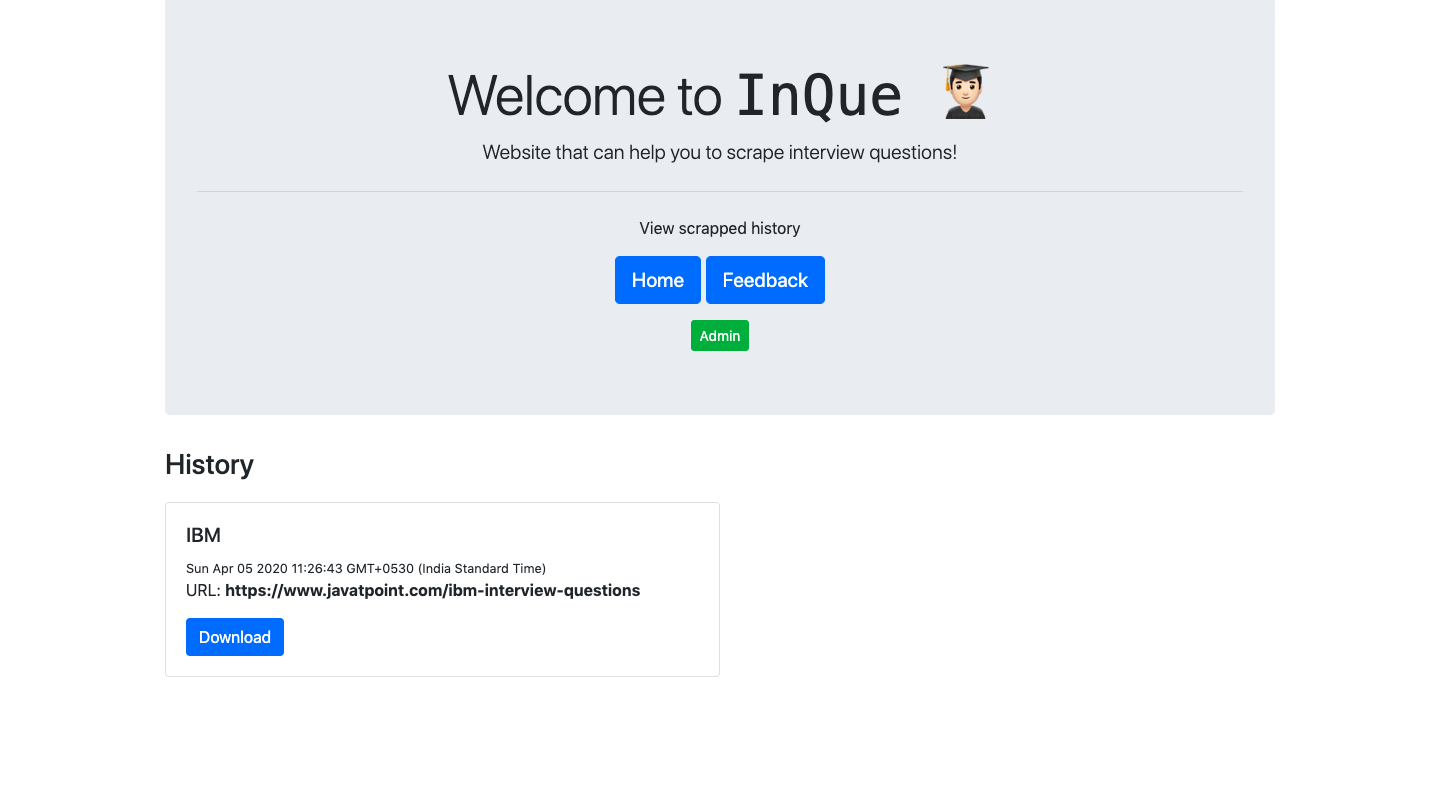 Welcome to InQue
Website that can help you to scrape interview questions!
View scrapped history
Home Feedback
Admin
History
IBM
Sun Apr 05 2020 11:26:43 GMT+0530 (India Standard Time)
URL: https://www.javatpoint.com/ibm-interview-questions
Download